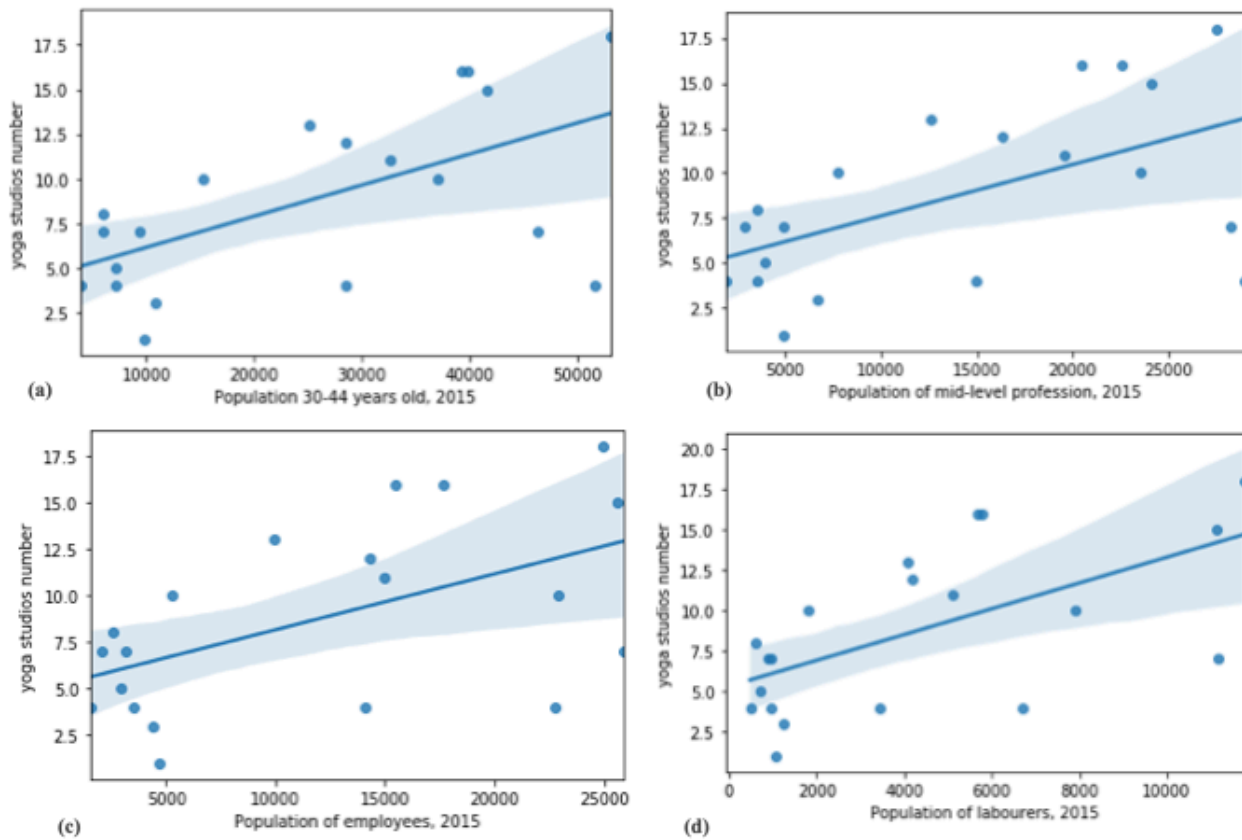 17.5
15.0
12.5
10.0
7.5
5.0
2.5
yoga studios number
10000 20000 30000 40000 50000
(a) Population 30-44 years old, 2015
17.5
15.0
12.5
10.0
7.5
5.0
2.5
yoga studios number
5000 10000 15000 20000 25000
(b) Population of mid-level profession, 2015
17.5
15.0
12.5
10.0
7.5
5.0
2.5
yoga studios number
5000 10000 15000 20000 25000
(c) Population of employees, 2015
20.0
17.5
15.0
12.5
10.0
7.5
5.0
2.5
yoga studios number
0 2000 4000 6000 8000 10000
(d) Population of labourers, 2015